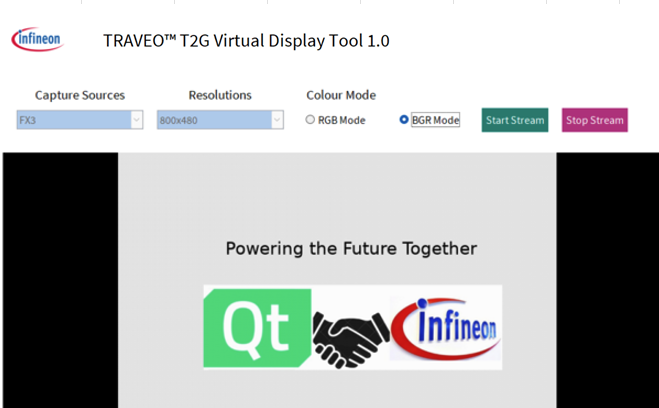 infineon
TRAVEO™ T2G Virtual Display Tool 1.0
Capture Sources
Resolutions
Colour Mode
FX3
800x480
RGB Mode
BGR Mode
Start Stream
Stop Stream
Powering the Future Together
Qt
infineon